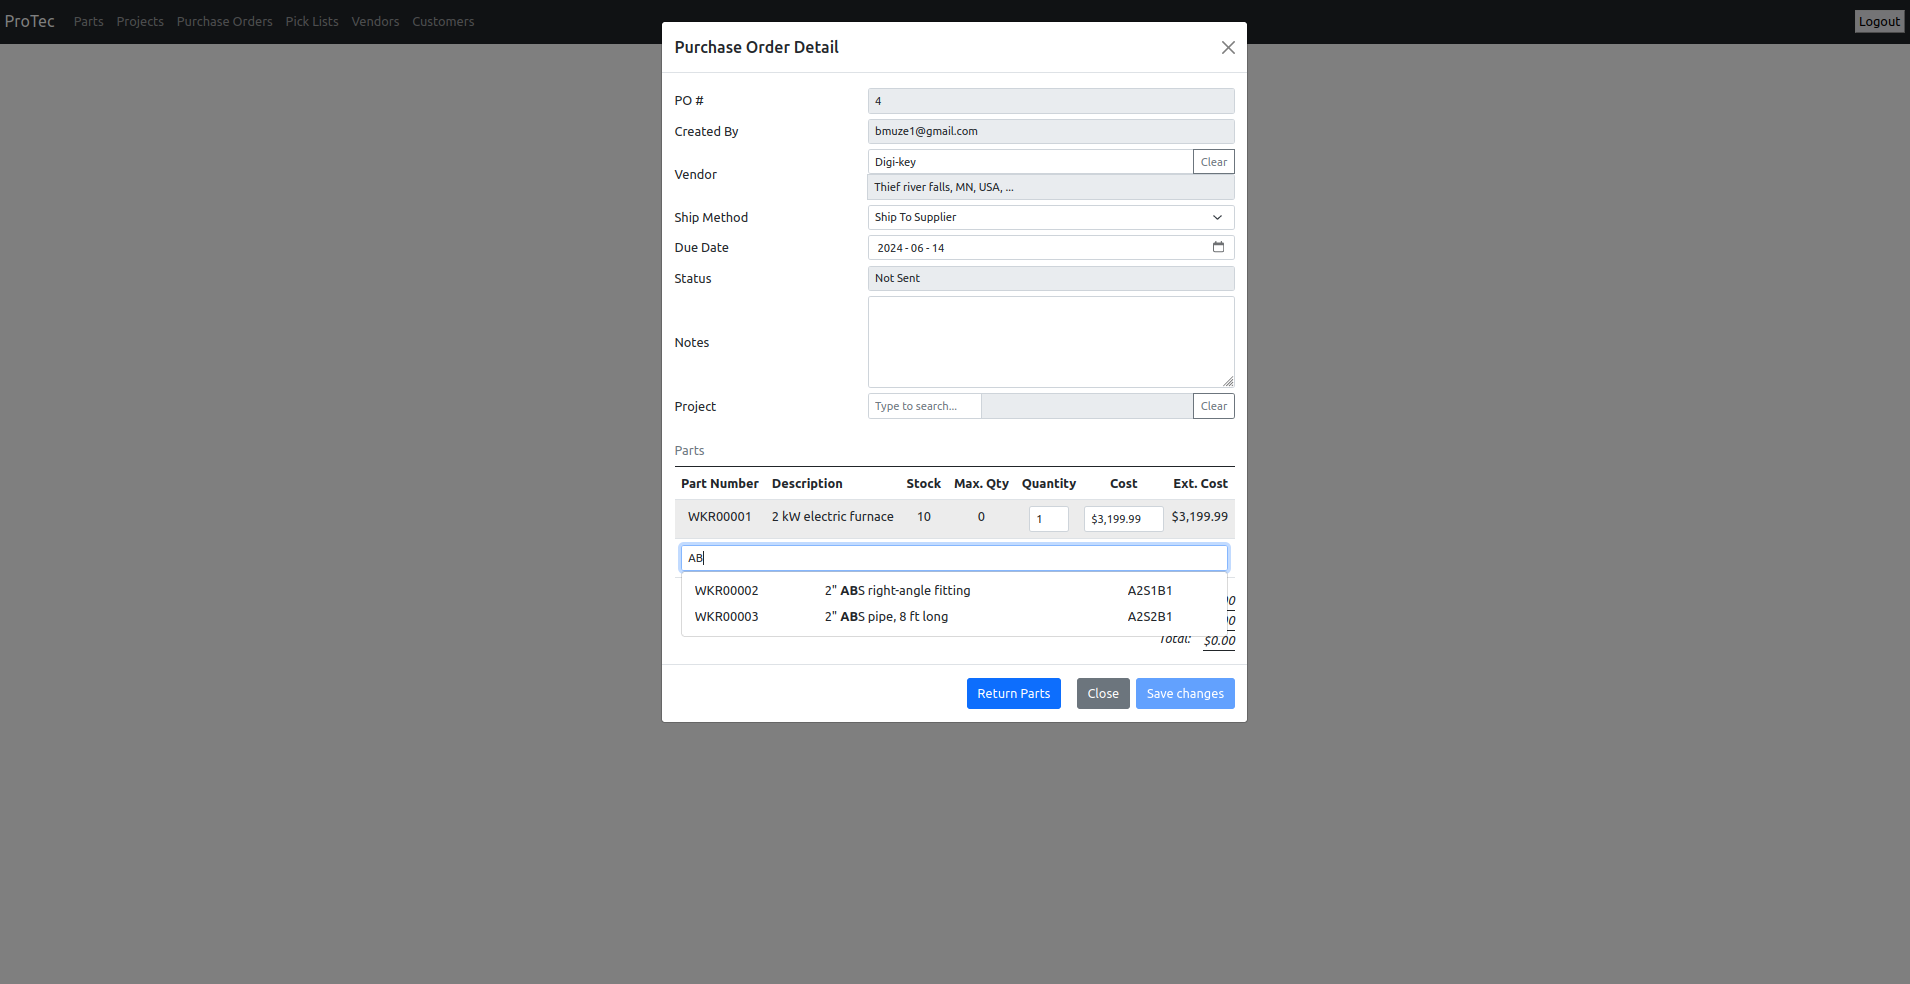 ProTec Parts Projects Purchase Orders Pick Lists Vendors Customers Logout
Purchase Order Detail
PO # 4
Created By bmuze1@gmail.com
Vendor Digi-key Clear
Thief river falls, MN, USA, ...
Ship Method Ship To Supplier
Due Date 2024-06-14
Status Not Sent
Notes
Project Type to search... Clear
Parts
Part Number Description Stock Max. Qty Quantity Cost Ext. Cost
WKR00001 2 kW electric furnace 10 0 1 $3,199.99 $3,199.99
AB
WKR00002 2" ABS right-angle fitting A2S1B1
WKR00003 2" ABS pipe, 8 ft long A2S2B1
Total: $0.00
Return Parts Close Save changes